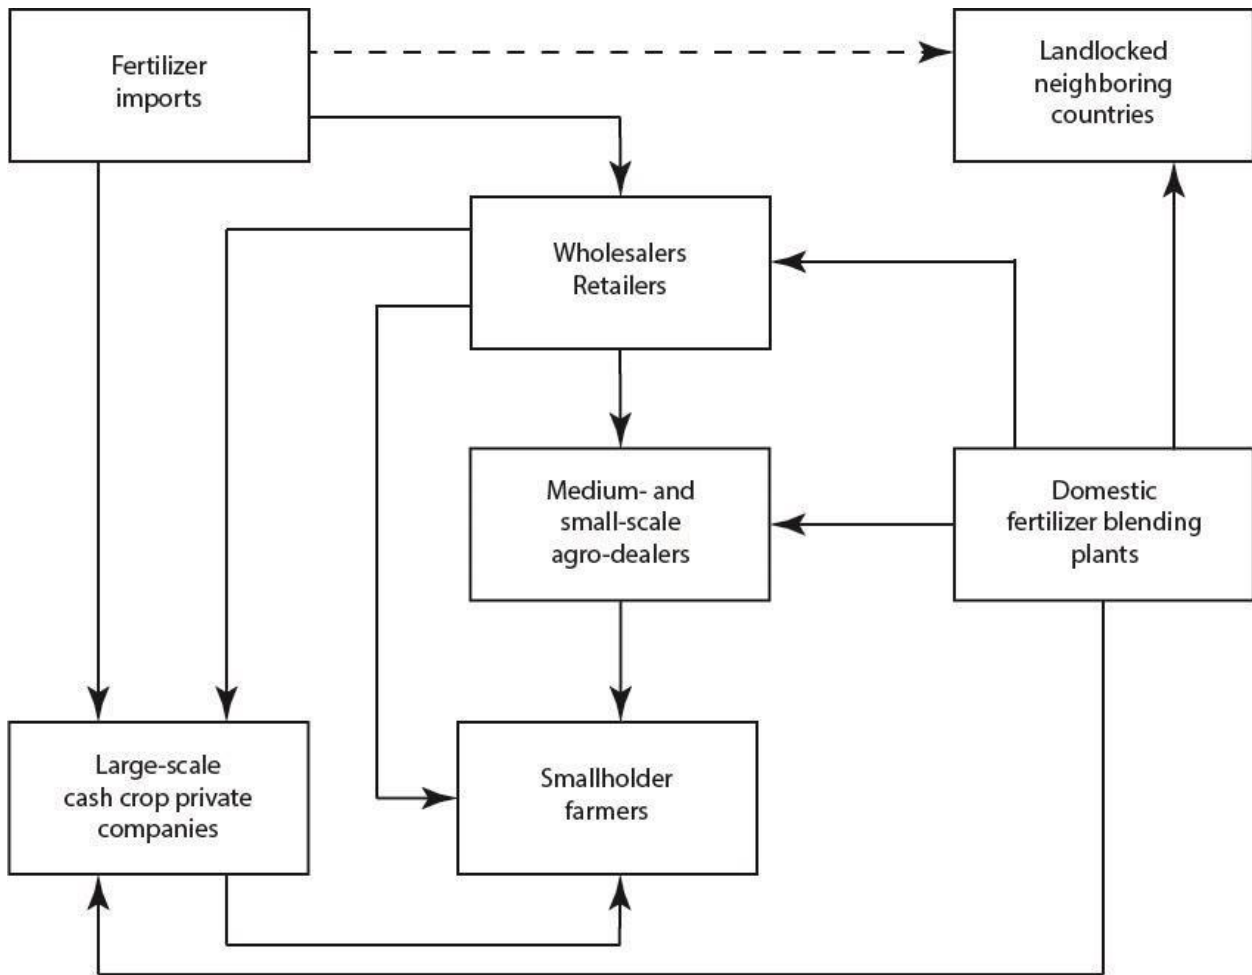 Fertilizer
imports
Landlocked
neighboring
countries
Wholesalers
Retailers
Medium- and
small-scale
agro-dealers
Domestic
fertilizer blending
plants
Large-scale
cash crop private
companies
Smallholder
farmers